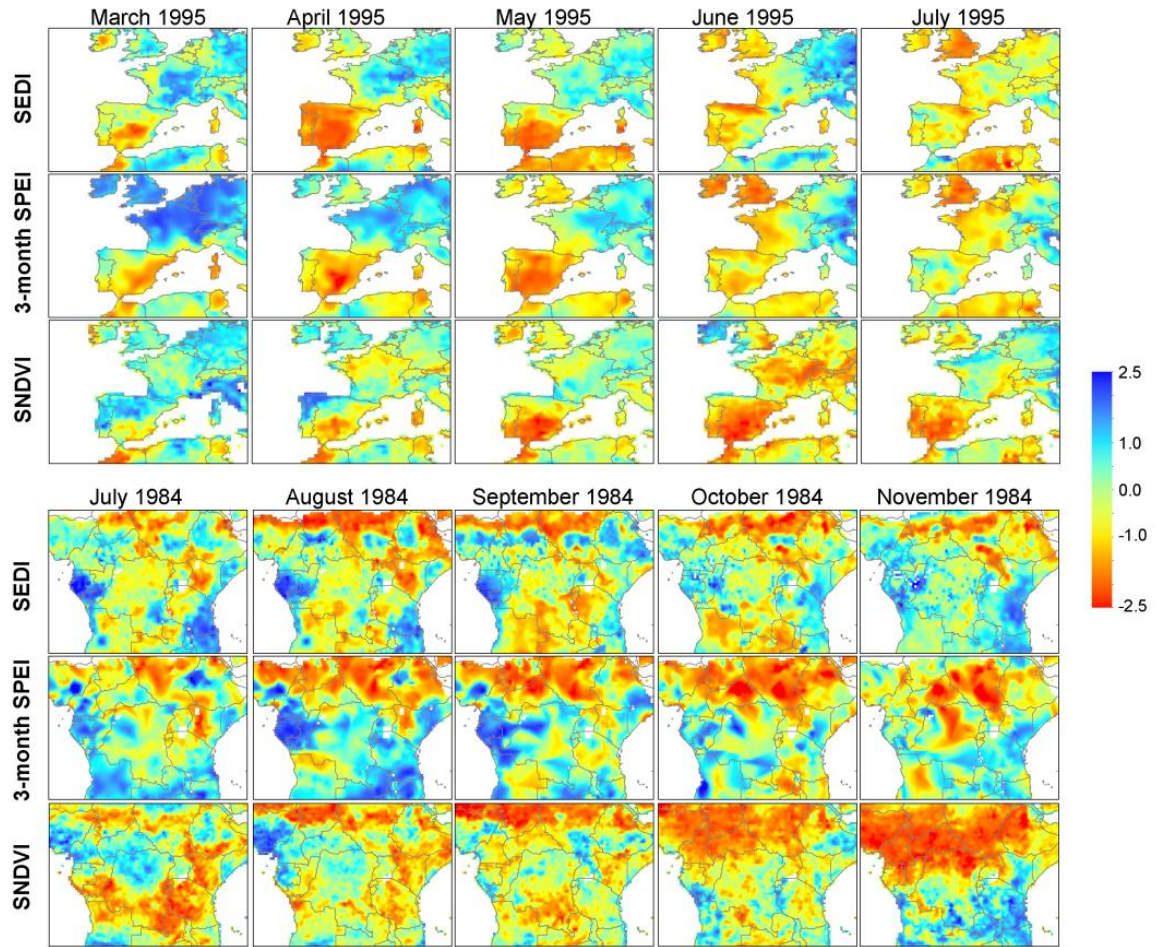 March 1995 April 1995 May 1995 June 1995 July 1995
SEDI
3-month SPEI
SNDVI
2.5
1.0
0.0
-1.0
-2.5
July 1984 August 1984 September 1984 October 1984 November 1984
SEDI
3-month SPEI
SNDVI